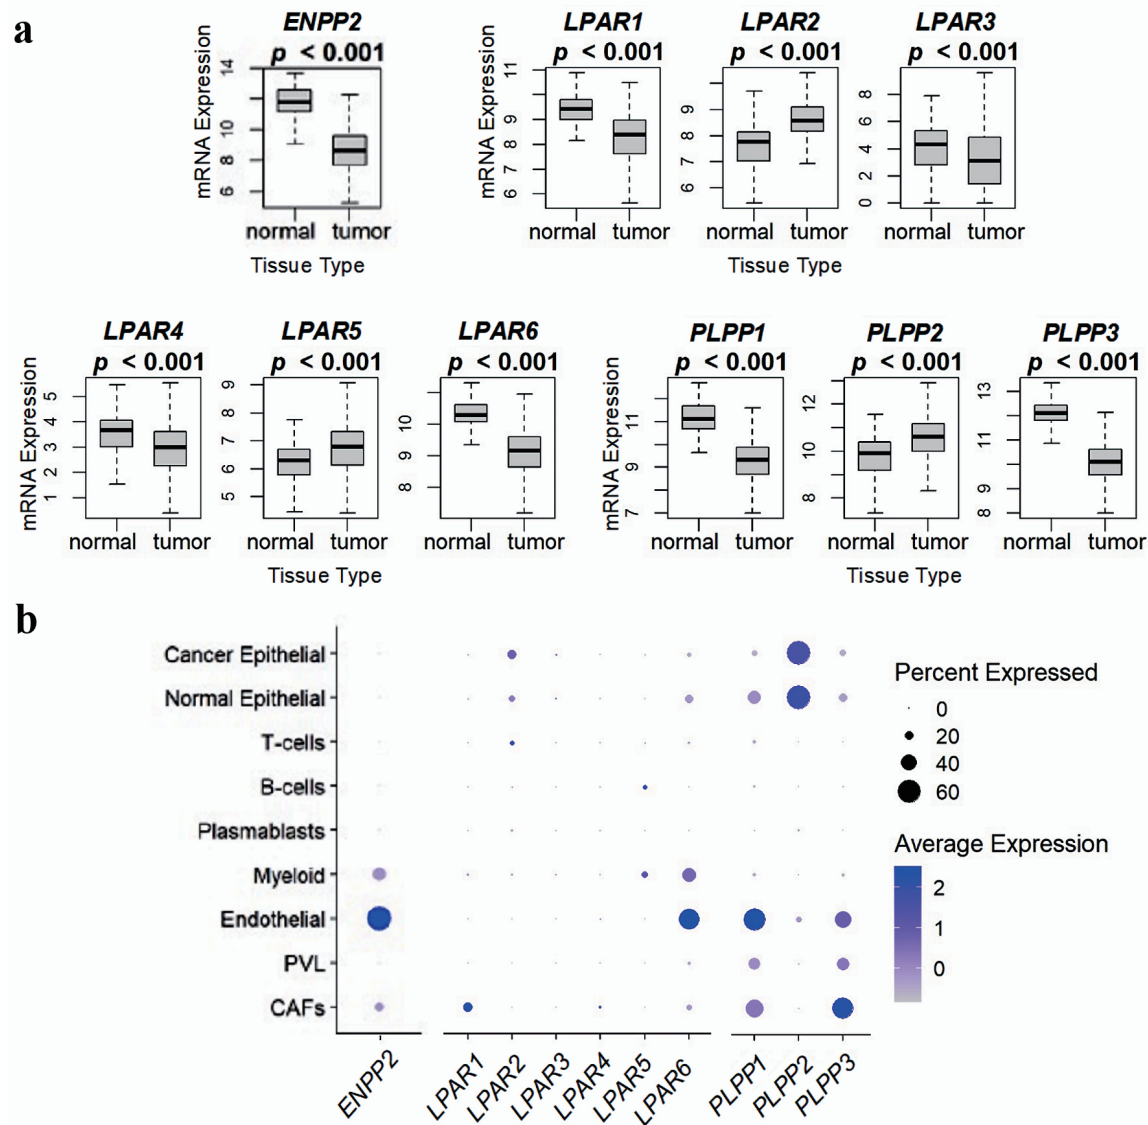 a
ENPP2
p < 0.001
mRNA Expression
14
10
8
6
normal tumor
Tissue Type
LPAR1
p < 0.001
mRNA Expression
11
9
8
7
6
normal tumor
LPAR2
p < 0.001
9
8
7
6
normal tumor
Tissue Type
LPAR3
p < 0.001
8
6
4
2
0
normal tumor
LPAR4
p < 0.001
mRNA Expression
5
4
3
2
1
normal tumor
LPAR5
p < 0.001
9
8
7
6
5
normal tumor
Tissue Type
LPAR6
p < 0.001
10
9
8
normal tumor
PLPP1
p < 0.001
mRNA Expression
11
9
7
normal tumor
PLPP2
p < 0.001
12
10
8
normal tumor
Tissue Type
PLPP3
p < 0.001
13
11
9
8
normal tumor
b
Cancer Epithelial
Normal Epithelial
T-cells
B-cells
Plasmablasts
Myeloid
Endothelial
PVL
CAFs
ENPP2
LPAR1
LPAR2
LPAR3
LPAR4
LPAR5
LPAR6
PLPP1
PLPP2
PLPP3
Percent Expressed
0
20
40
60
Average Expression
2
1
0